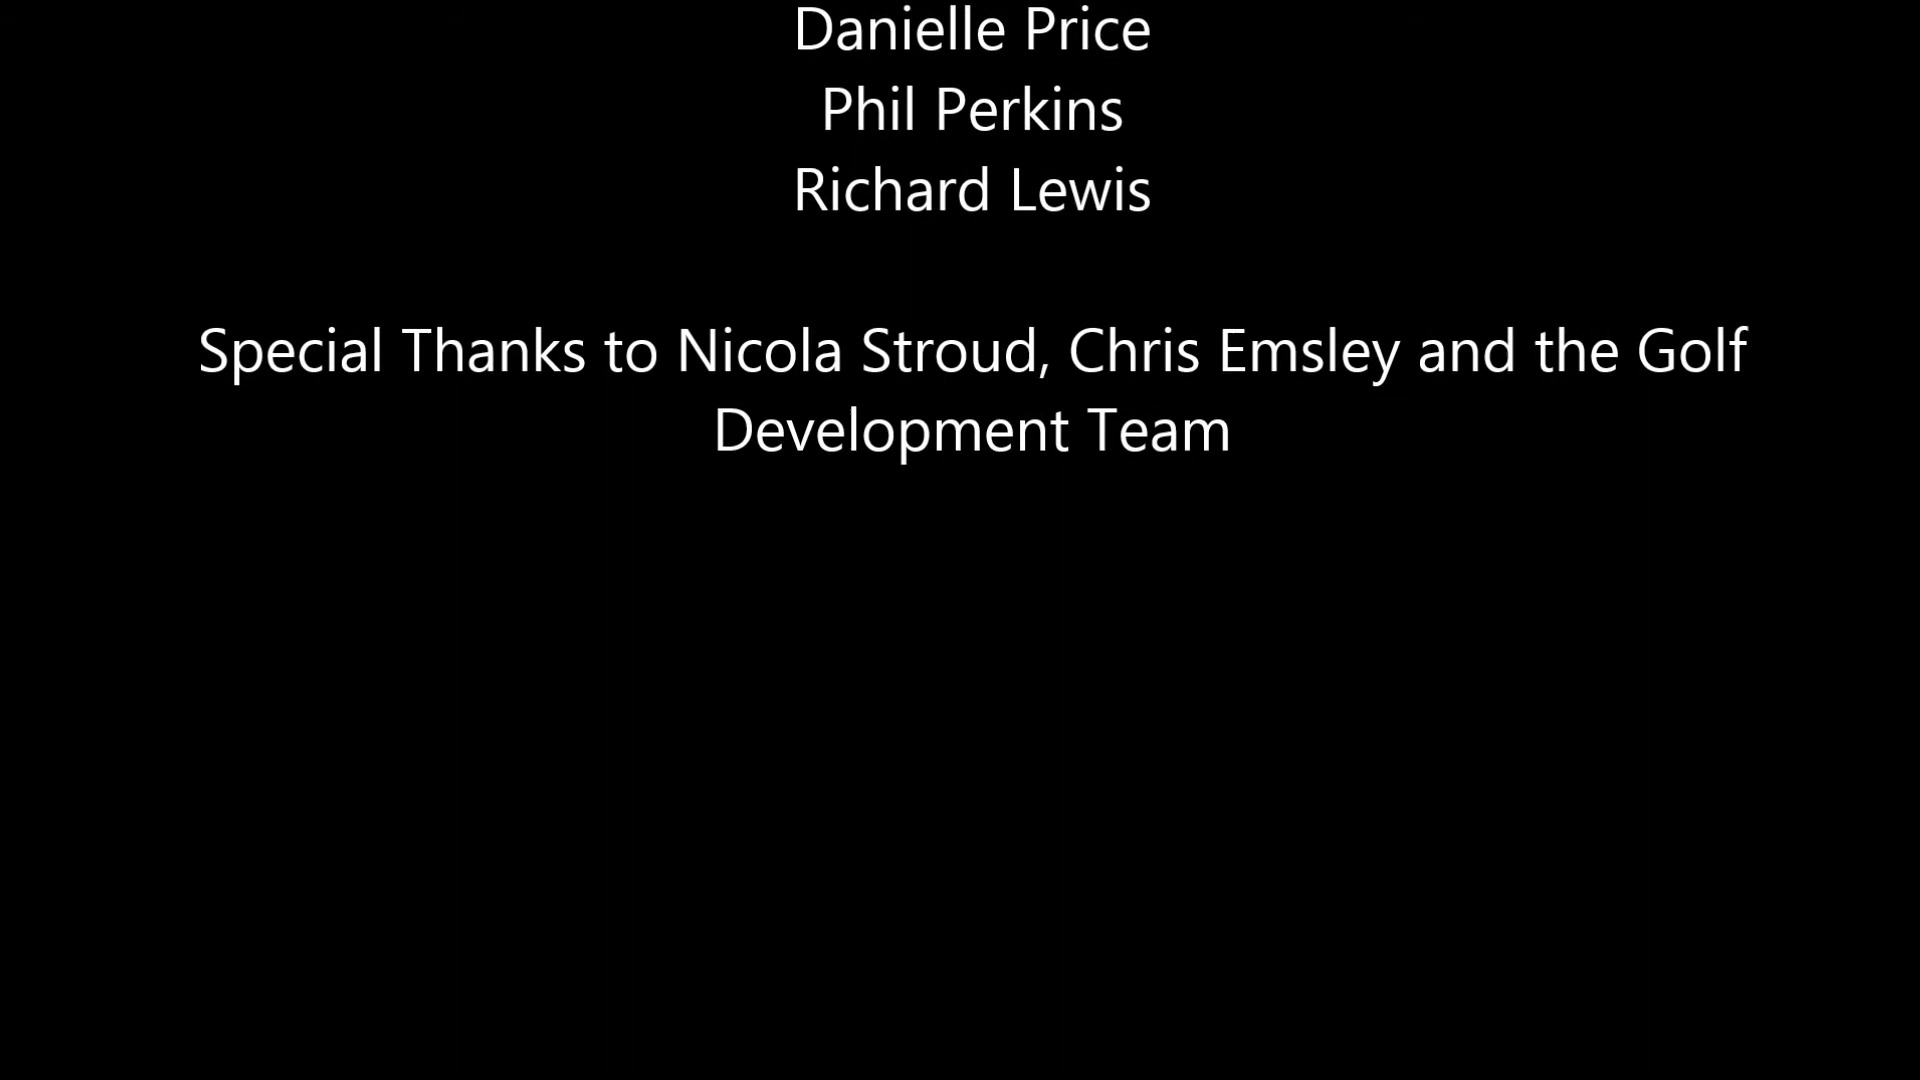 Danielle Price
Phil Perkins
Richard Lewis
Special Thanks to Nicola Stroud, Chris Emsley and the Golf
Development Team